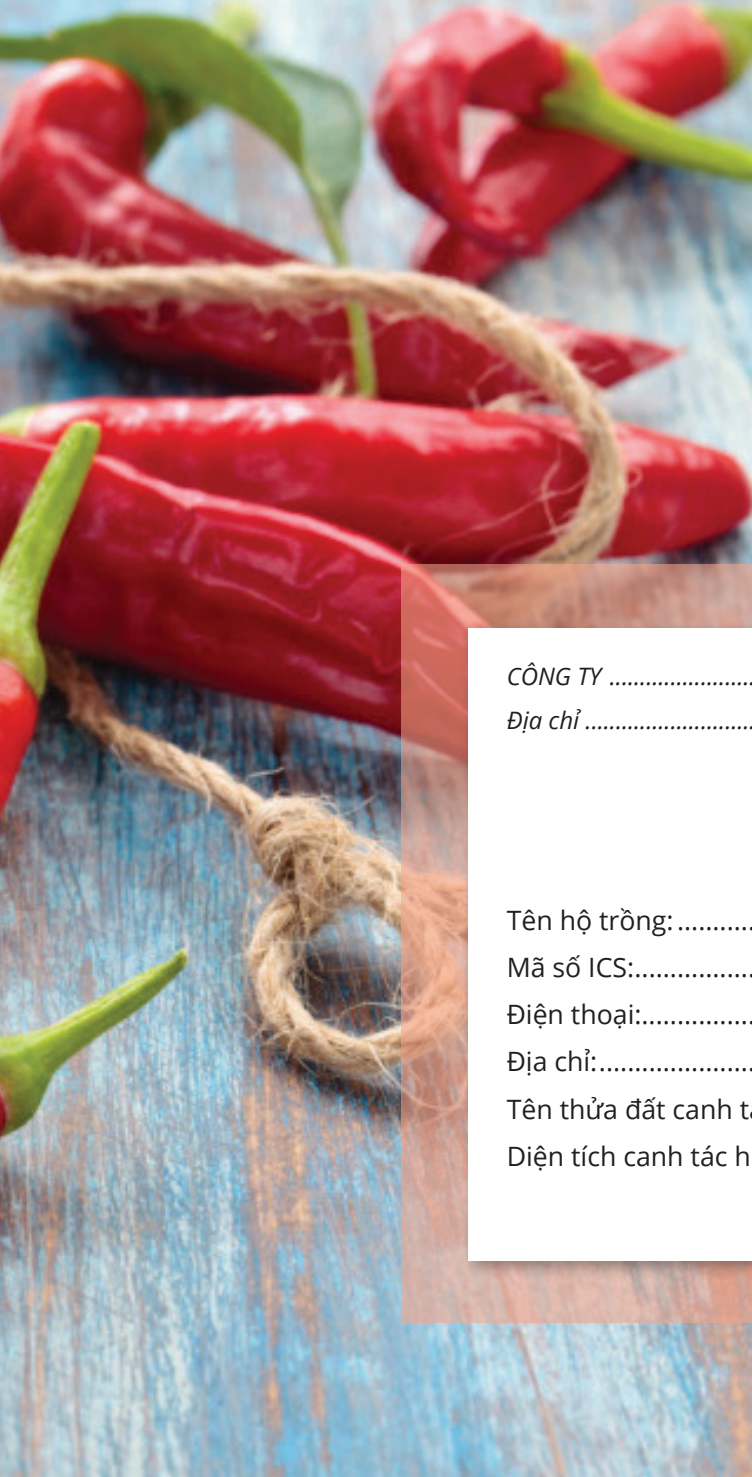 CÔNG TY ........................
Địa chỉ ............................
Tên hộ trồng: ...........
Mã số ICS:................
Điện thoại:...............
Địa chỉ:.....................
Tên thửa đất canh
Diện tích canh tác